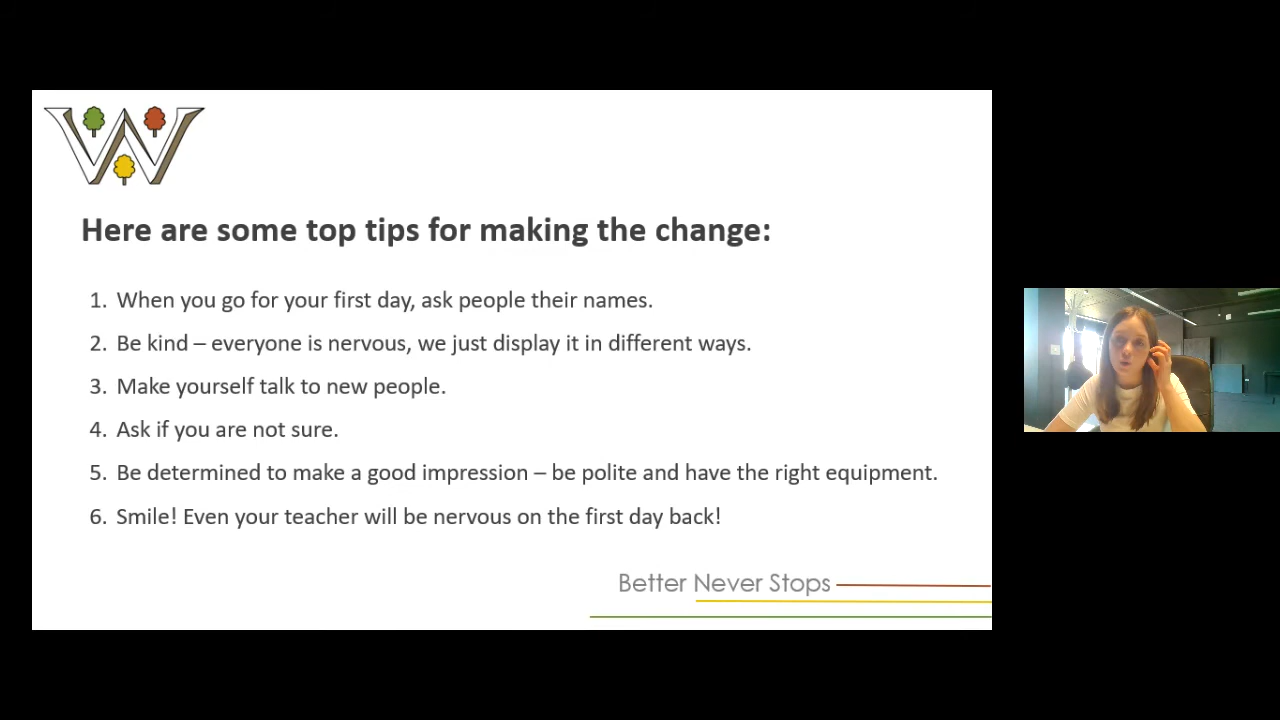 W
Here are some top tips for making the change:
1. When you go for your first day, ask people their names.
2. Be kind – everyone is nervous, we just display it in different ways.
3. Make yourself talk to new people.
4. Ask if you are not sure.
5. Be determined to make a good impression – be polite and have the right equipment.
6. Smile! Even your teacher will be nervous on the first day back!
Better Never Stops